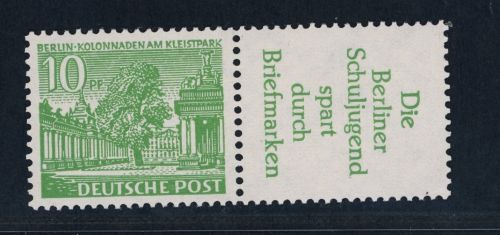 BERLIN-KOLONNADEN AM KLEISTPARK
10 PF
DEUTSCHE POST
Die
Berliner
Schuljugend
spart
durch
Briefmarken